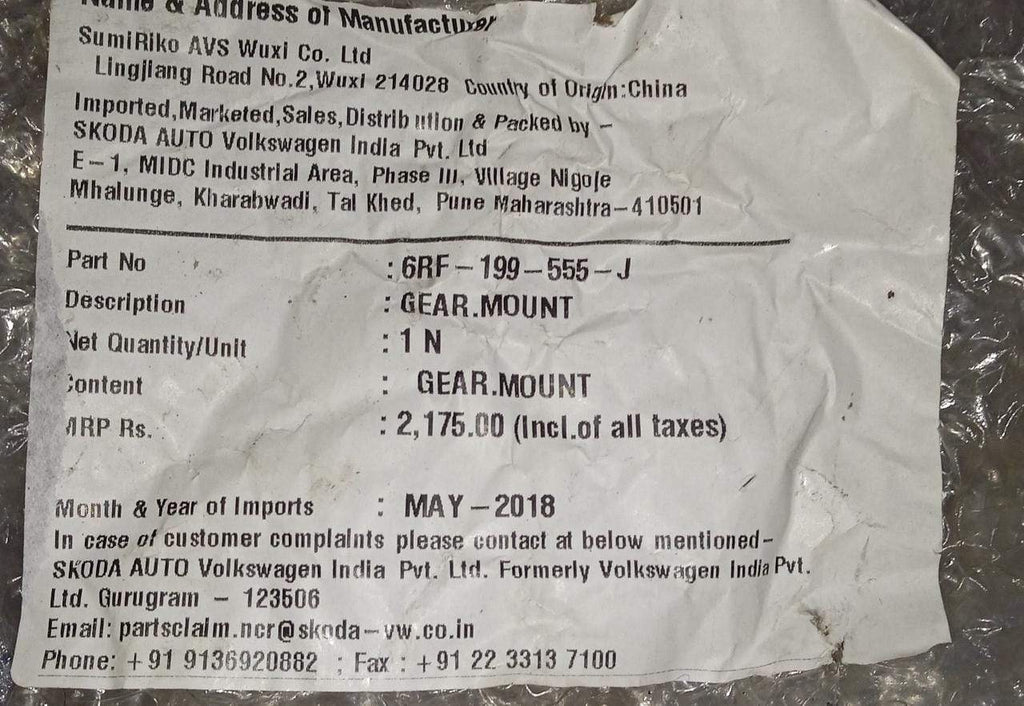 Name & Address of Manufacturer
SumiRiko AVS Wuxi Co. Ltd
Lingjiang Road No.2,Wuxi 214028 Country of Origin:China
Imported,Marketed,Sales,Distribution & Packed by -
SKODA AUTO Volkswagen India Pvt. Ltd
E-1, MIDC Industrial Area, Phase III, Village Nigoje
Mhalunge, Kharabwadi, Tal Khed, Pune Maharashtra-410501
Part No : 6RF-199-555-J
Description : GEAR.MOUNT
Net Quantity/Unit : 1 N
Content : GEAR.MOUNT
MRP Rs. : 2,175.00 (Incl.of all taxes)
Month & Year of Imports : MAY-2018
In case of customer complaints please contact at below mentioned-
SKODA AUTO Volkswagen India Pvt. Ltd. Formerly Volkswagen India Pvt.
Ltd. Gurugram - 123506
Email: partsclaim.ncr@skoda-vw.co.in
Phone: +91 9136920882 ; Fax : +91 22 3313 7100